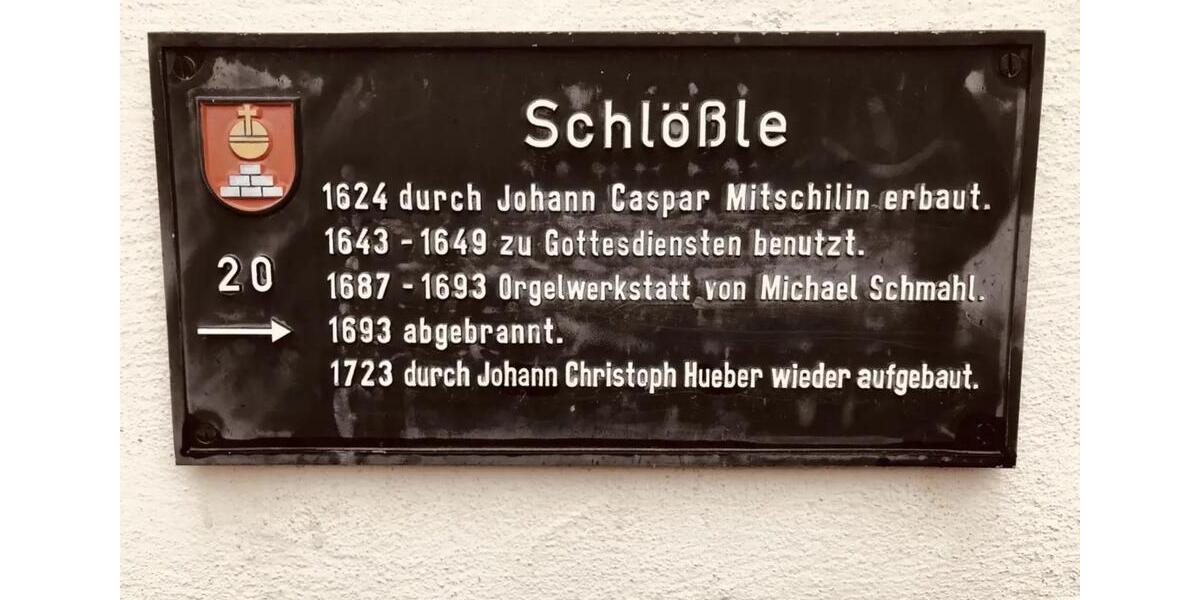 Schlößle
1624 durch Johann Caspar Mitschilin erbaut.
1643 - 1649 zu Gottesdiensten benutzt.
1687 - 1693 Orgelwerkstatt von Michael Schmahl.
1693 abgebrannt.
1723 durch Johann Christoph Hueber wieder aufgebaut.
20